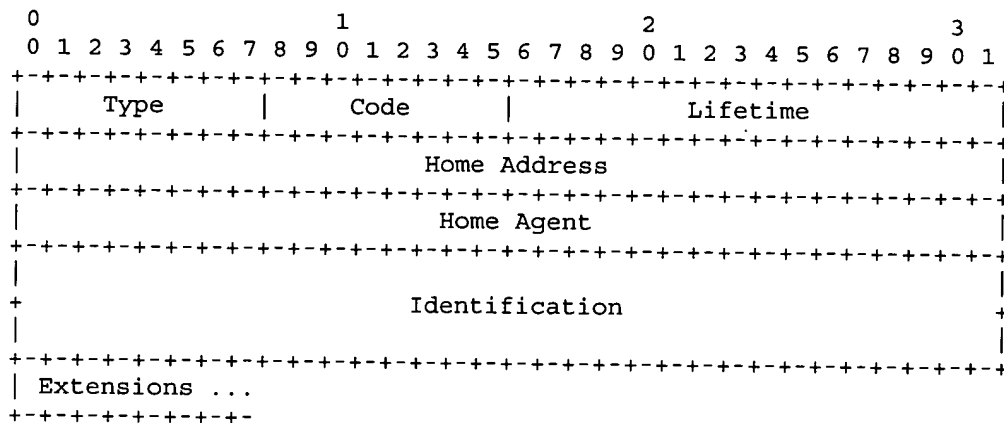 0                   1                   2                   3
0 1 2 3 4 5 6 7 8 9 0 1 2 3 4 5 6 7 8 9 0 1 2 3 4 5 6 7 8 9 0 1
+-+-+-+-+-+-+-+-+-+-+-+-+-+-+-+-+-+-+-+-+-+-+-+-+-+-+-+-+-+-+-+-+
|     Type      |     Code      |           Lifetime            |
+-+-+-+-+-+-+-+-+-+-+-+-+-+-+-+-+-+-+-+-+-+-+-+-+-+-+-+-+-+-+-+-+
|                          Home Address                         |
+-+-+-+-+-+-+-+-+-+-+-+-+-+-+-+-+-+-+-+-+-+-+-+-+-+-+-+-+-+-+-+-+
|                           Home Agent                          |
+-+-+-+-+-+-+-+-+-+-+-+-+-+-+-+-+-+-+-+-+-+-+-+-+-+-+-+-+-+-+-+-+
|                                                               |
+                         Identification                        +
|                                                               |
+-+-+-+-+-+-+-+-+-+-+-+-+-+-+-+-+-+-+-+-+-+-+-+-+-+-+-+-+-+-+-+-+
| Extensions ...
+-+-+-+-+-+-+-+-